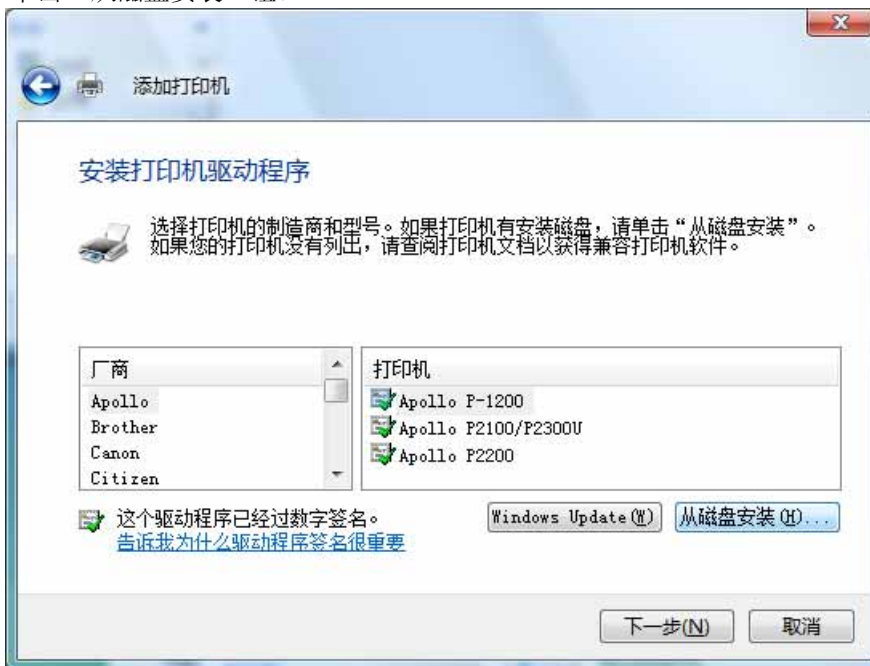 添加打印机
安装打印机驱动程序
选择打印机的制造商和型号。如果打印机有安装磁盘，请单击“从磁盘安装”。
如果您的打印机没有列出，请查阅打印机文档以获得兼容打印机软件。
厂商
打印机
Apollo
Apollo P-1200
Brother
Apollo P2100/P2300U
Canon
Apollo P2200
Citizen
这个驱动程序已经过数字签名。
Windows Update(W)
从磁盘安装(H)...
告诉我为什么驱动程序签名很重要
下一步(N)
取消